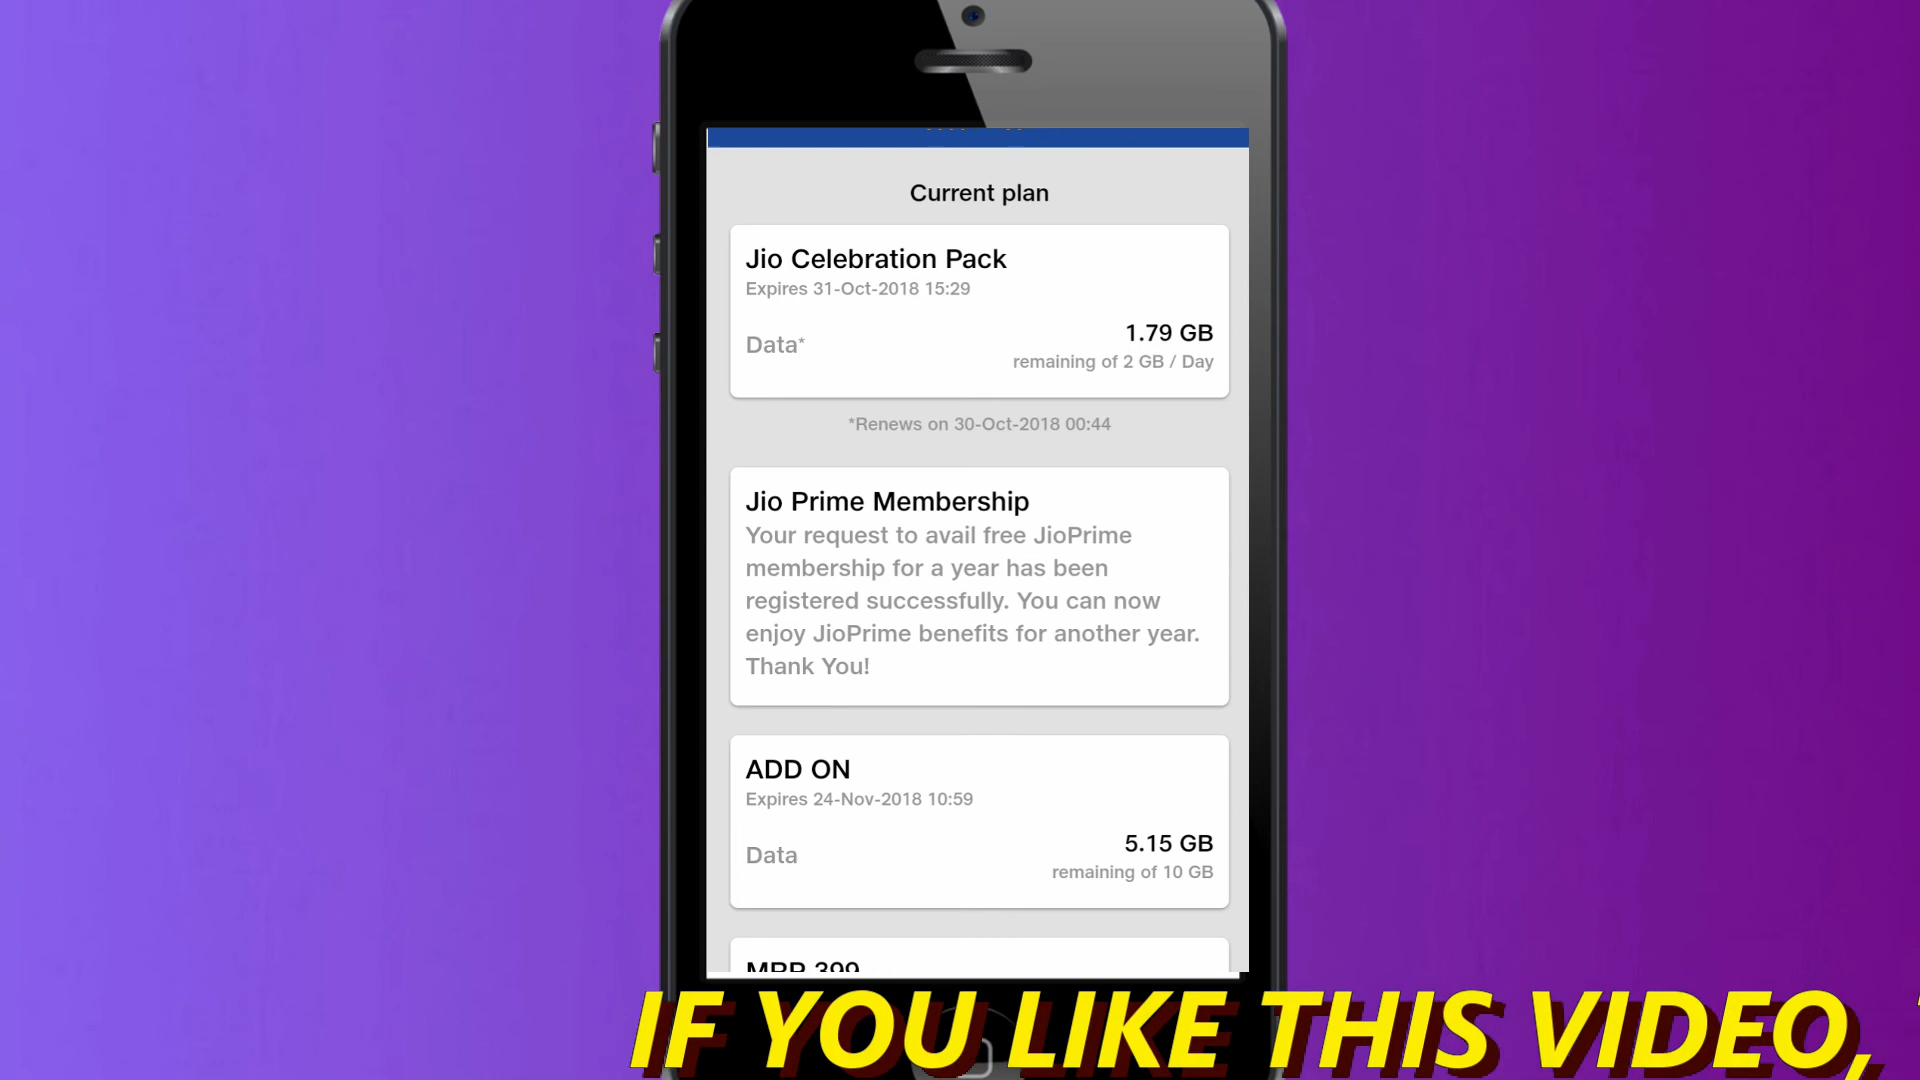 Current plan
Jio Celebration Pack
Expires 31-Oct-2018 15:29
1.79 GB
Data*
remaining of 2 GB / Day
*Renews on 30-Oct-2018 00:44
Jio Prime Membership
Your request to avail free JioPrime
membership for a year has been
registered successfully. You can now
enjoy JioPrime benefits for another year.
Thank You!
ADD ON
Expires 24-Nov-2018 10:59
5.15 GB
Data
remaining of 10 GB
MRP 399
IF YOU LIKE THIS VIDEO,